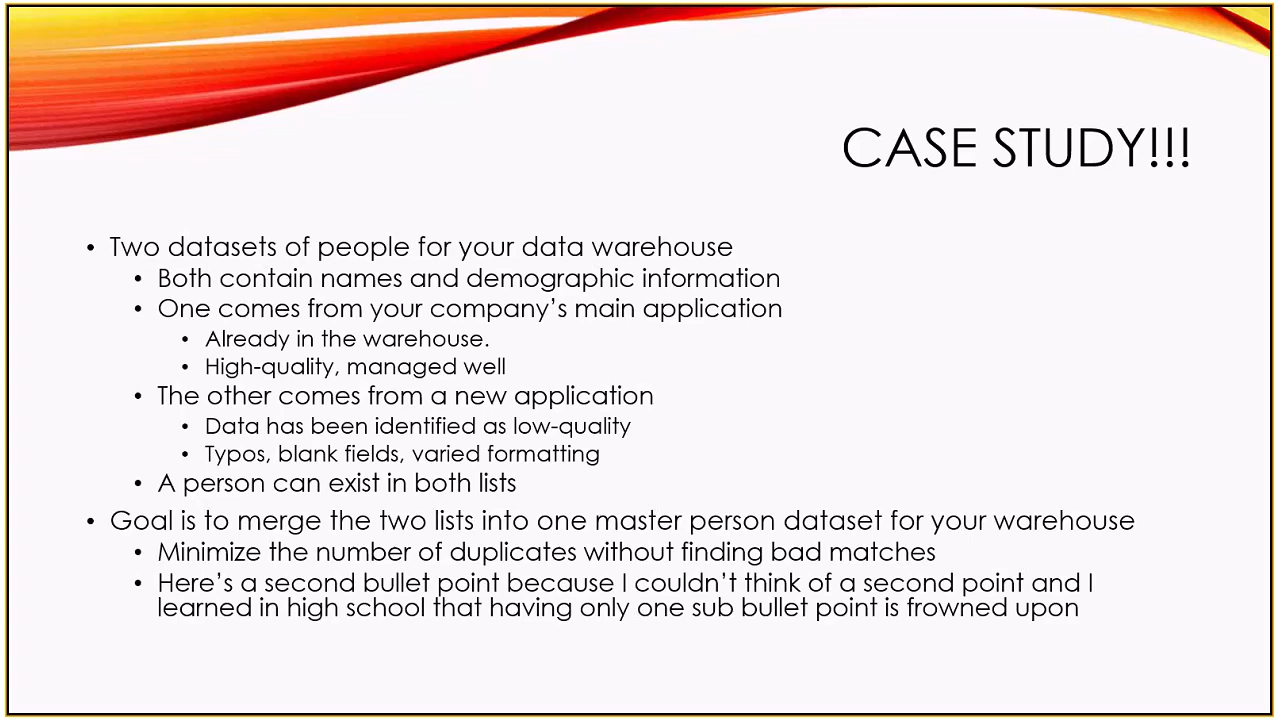 CASE STUDY!!!
• Two datasets of people for your data warehouse
• Both contain names and demographic information
• One comes from your company’s main application
• Already in the warehouse.
• High-quality, managed well
• The other comes from a new application
• Data has been identified as low-quality
• Typos, blank fields, varied formatting
• A person can exist in both lists
• Goal is to merge the two lists into one master person dataset for your warehouse
• Minimize the number of duplicates without finding bad matches
• Here’s a second bullet point because I couldn’t think of a second point and I
learned in high school that having only one sub bullet point is frowned upon